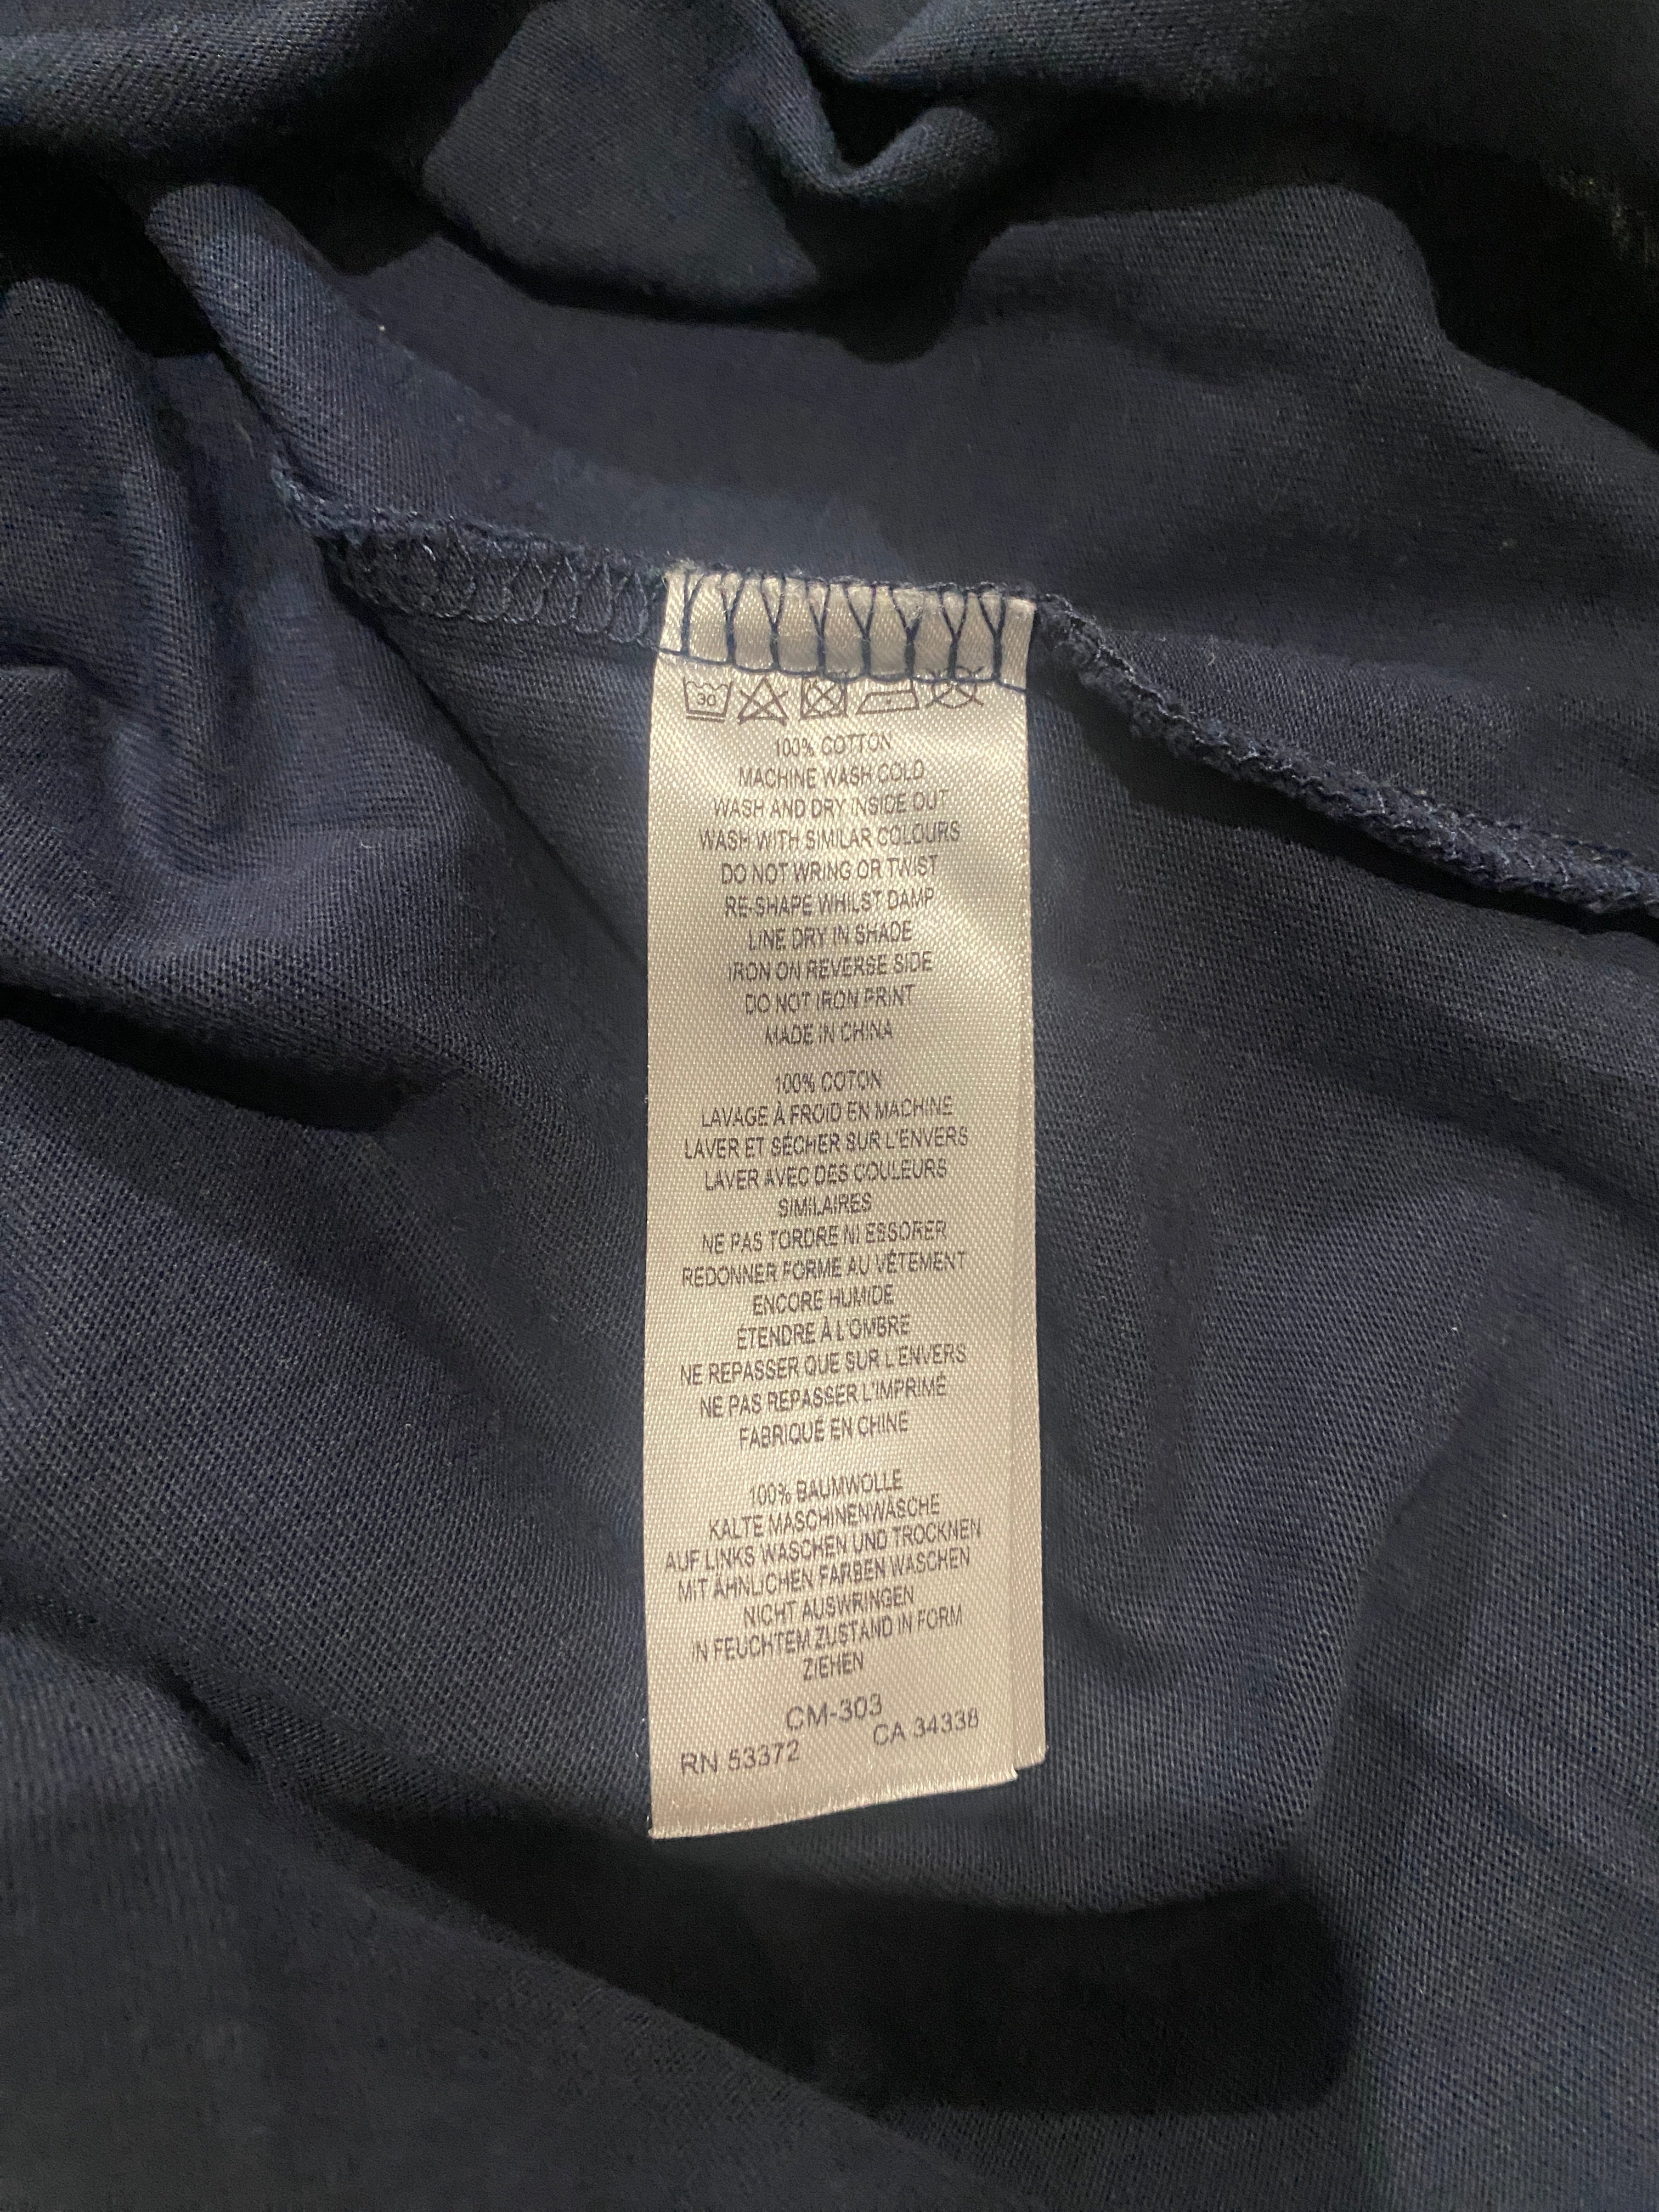 30
100% COTTON
MACHINE WASH COLD
WASH AND DRY INSIDE OUT
WASH WITH SIMILAR COLOURS
DO NOT WRING OR TWIST
RE-SHAPE WHILST DAMP
LINE DRY IN SHADE
IRON ON REVERSE SIDE
DO NOT IRON PRINT
MADE IN CHINA
100% COTON
LAVAGE À FROID EN MACHINE
LAVER ET SÉCHER SUR L'ENVERS
LAVER AVEC DES COULEURS
SIMILAIRES
NE PAS TORDRE NI ESSORER
REDONNER FORME AU VÊTEMENT
ENCORE HUMIDE
ÉTENDRE À L'OMBRE
NE REPASSER QUE SUR L'ENVERS
NE PAS REPASSER L'IMPRIMÉ
FABRIQUÉ EN CHINE
100% BAUMWOLLE
KALTE MASCHINENWÄSCHE
AUF LINKS WASCHEN UND TROCKNEN
MIT ÄHNLICHEN FARBEN WASCHEN
NICHT AUSWRINGEN
IN FEUCHTEM ZUSTAND IN FORM
ZIEHEN
CM-303
RN 53372 CA 34338